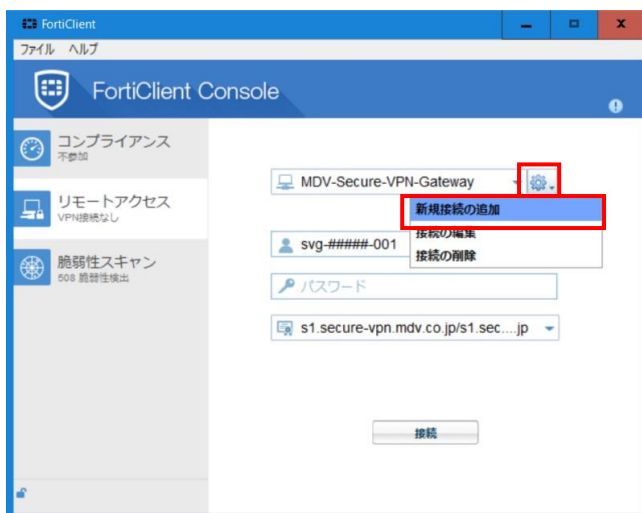 FortiClient
ファイル ヘルプ
FortiClient Console
コンプライアンス
不参加
リモートアクセス
VPN接続なし
脆弱性スキャン
508 脆弱性検出
MDV-Secure-VPN-Gateway
新規接続の追加
接続の編集
接続の削除
svg-#####-001
パスワード
s1.secure-vpn.mdv.co.jp/s1.sec....jp
接続